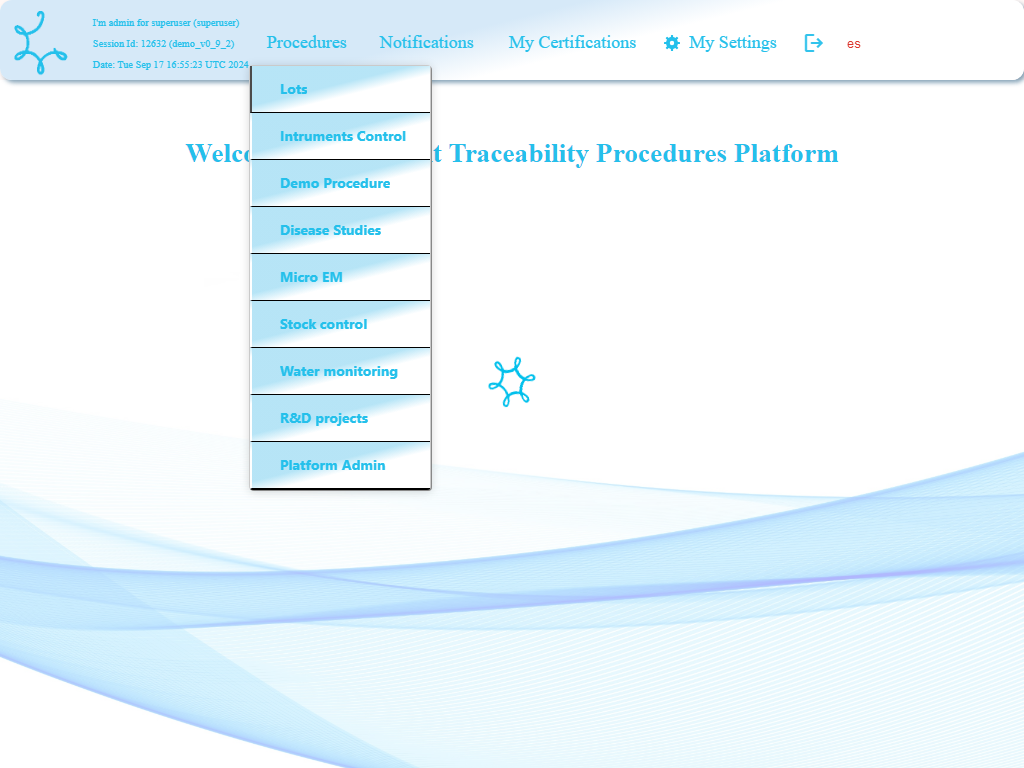 I'm admin for superuser (superuser)
Session Id: 12632 (demo_v0_9_2)
Date: Tue Sep 17 16:55:23 UTC 2024
Procedures
Notifications
My Certifications
My Settings
es
Lots
Intruments Control
Demo Procedure
Disease Studies
Micro EM
Stock control
Water monitoring
R&D projects
Platform Admin
Traceability Procedures Platform